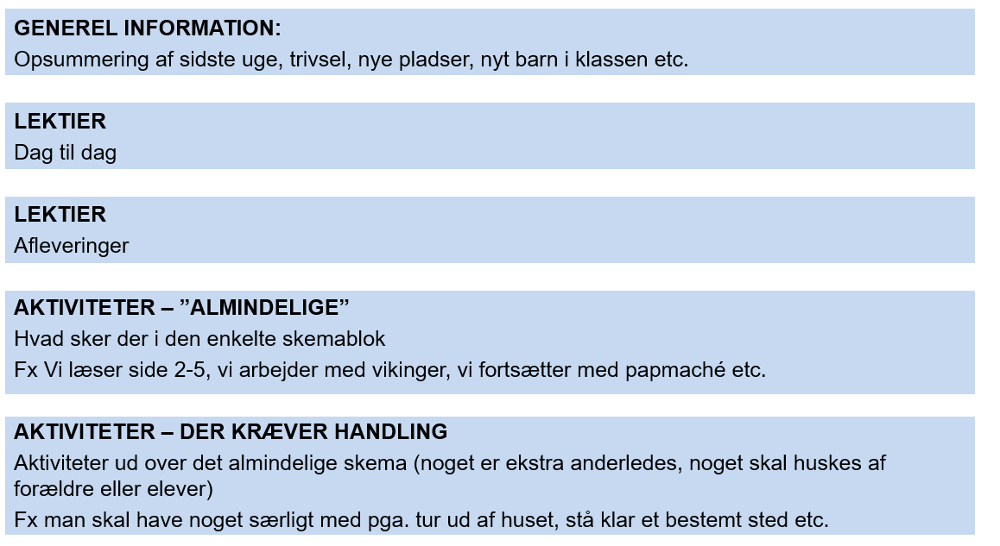 GENEREL INFORMATION:
Opsummering af sidste uge, trivsel, nye pladser, nyt barn i klassen etc.
LEKTIER
Dag til dag
LEKTIER
Afleveringer
AKTIVITETER – ”ALMINDELIGE”
Hvad sker der i den enkelte skemablok
Fx Vi læser side 2-5, vi arbejder med vikinger, vi fortsætter med papmaché etc.
AKTIVITETER – DER KRÆVER HANDLING
Aktiviteter ud over det almindelige skema (noget er ekstra anderledes, noget skal huskes af
forældre eller elever)
Fx man skal have noget særligt med pga. tur ud af huset, stå klar et bestemt sted etc.